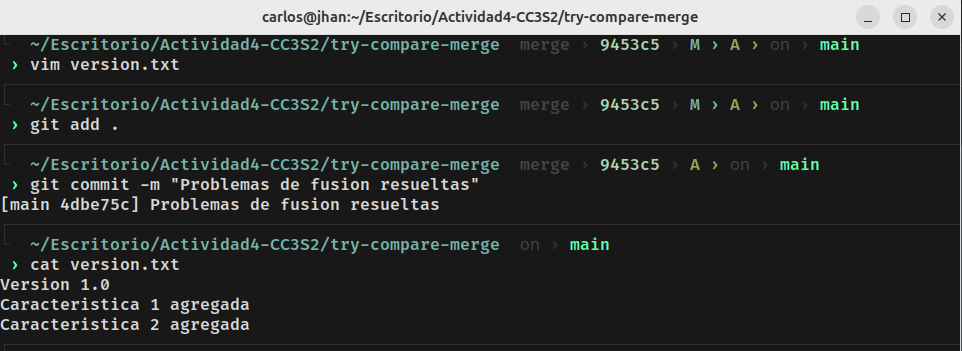 carlos@jhan:~/Escritorio/Actividad4-CC3S2/try-compare-merge
~/Escritorio/Actividad4-CC3S2/try-compare-merge merge › 9453c5 › M › A › on › main
› vim version.txt
~/Escritorio/Actividad4-CC3S2/try-compare-merge merge › 9453c5 › M › A › on › main
› git add .
~/Escritorio/Actividad4-CC3S2/try-compare-merge merge › 9453c5 › A › on › main
› git commit -m "Problemas de fusion resueltas"
[main 4dbe75c] Problemas de fusion resueltas
~/Escritorio/Actividad4-CC3S2/try-compare-merge on › main
› cat version.txt
Version 1.0
Caracteristica 1 agregada
Caracteristica 2 agregada